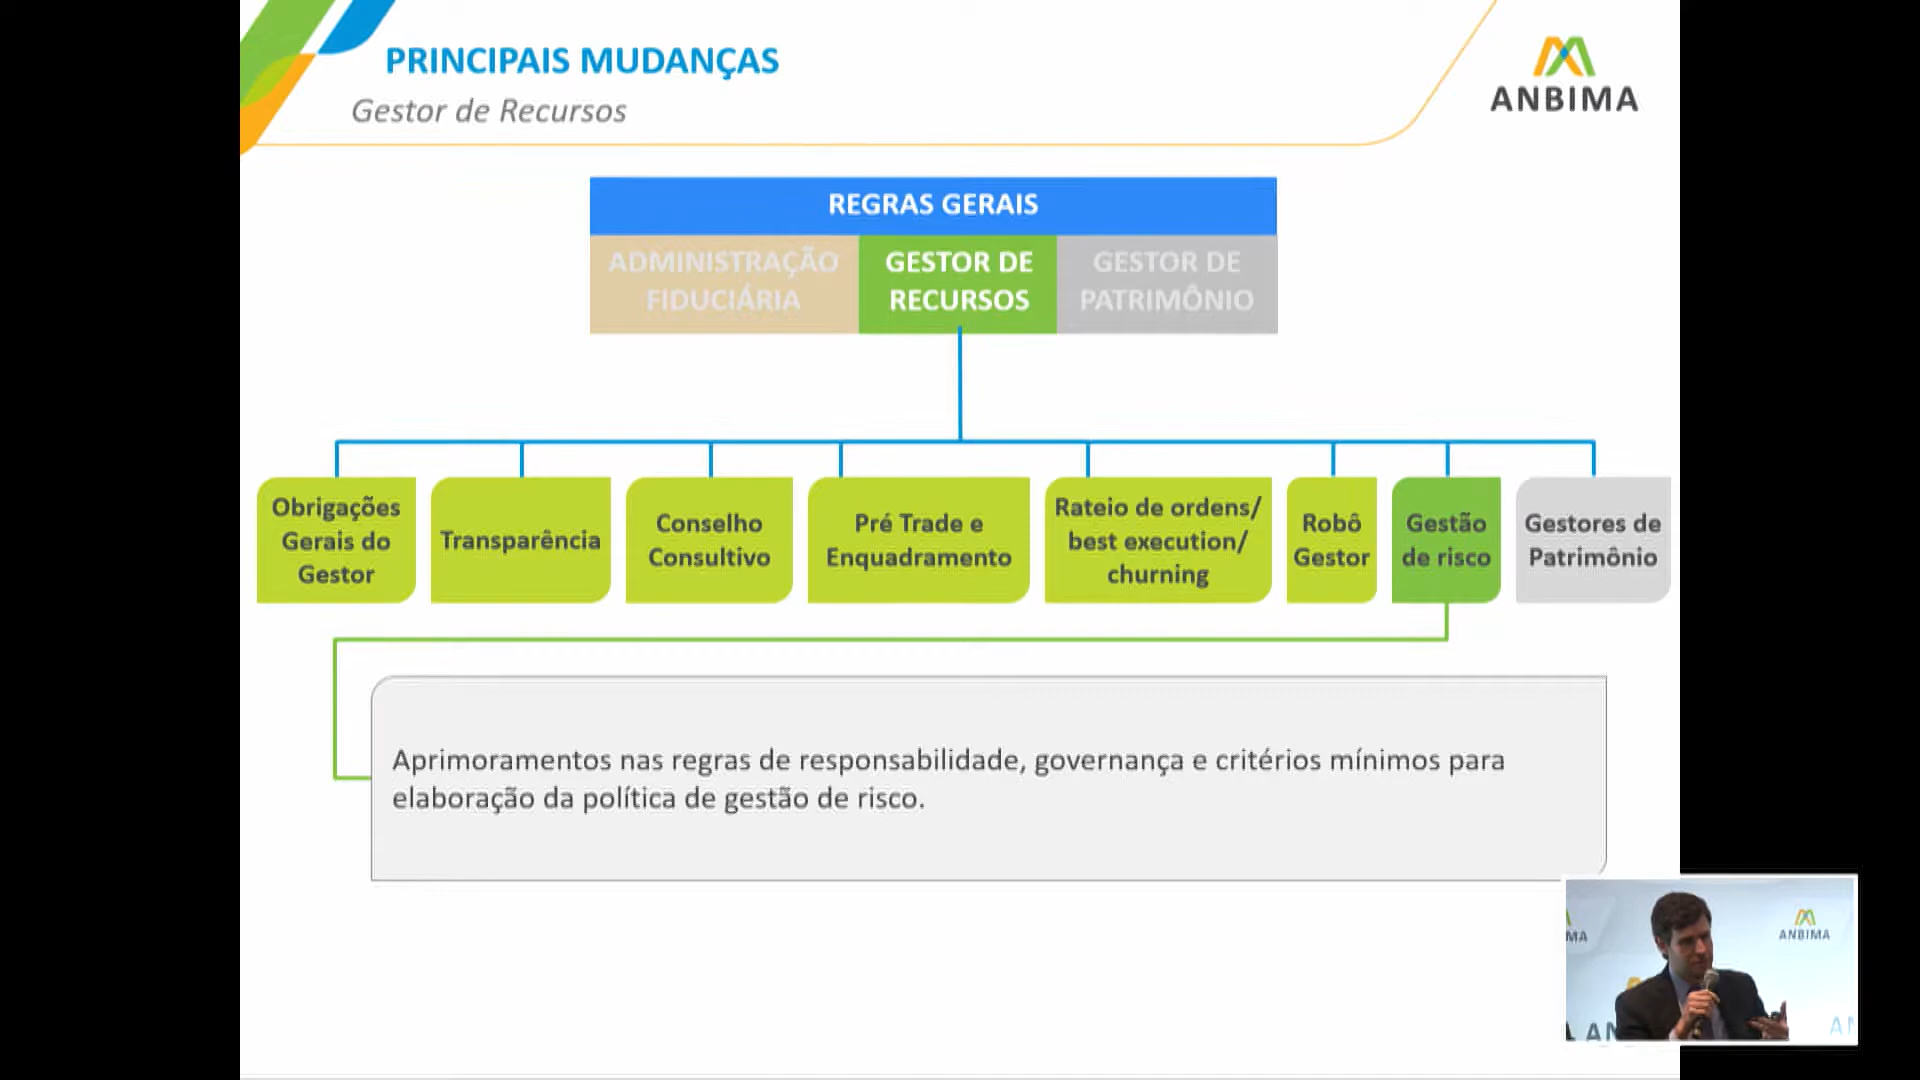 PRINCIPAIS MUDANÇAS
Gestor de Recursos
ANBIMA
REGRAS GERAIS
ADMINISTRAÇÃO
FIDUCIÁRIA
GESTOR DE
RECURSOS
GESTOR DE
PATRIMÔNIO
Obrigações
Gerais do
Gestor
Transparência
Conselho
Consultivo
Pré Trade e
Enquadramento
Rateio de ordens/
best execution/
churning
Robô
Gestor
Gestão
de risco
Gestores de
Patrimônio
Aprimoramentos nas regras de responsabilidade, governança e critérios mínimos para
elaboração da política de gestão de risco.
MA
ANBIMA
A AN
AN